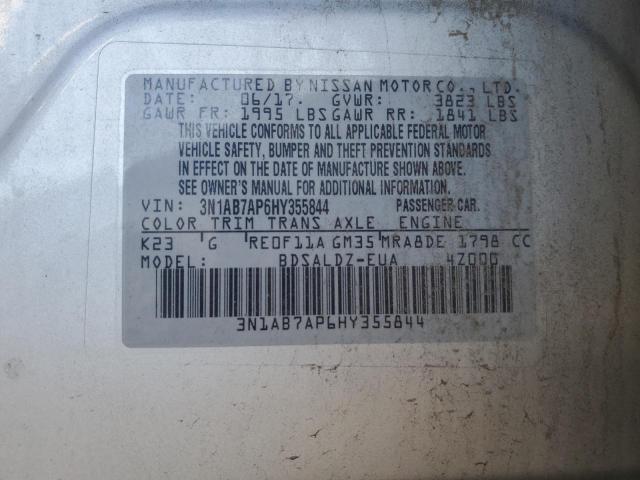 MANUFACTURED BY NISSAN MOTOR CO., LTD.
DATE: 06/17. GVWR: 3823 LBS
GAWR FR: 1995 LBS GAWR RR: 1841 LBS
THIS VEHICLE CONFORMS TO ALL APPLICABLE FEDERAL MOTOR
VEHICLE SAFETY, BUMPER AND THEFT PREVENTION STANDARDS
IN EFFECT ON THE DATE OF MANUFACTURE SHOWN ABOVE.
SEE OWNER'S MANUAL FOR ADDITIONAL INFORMATION.
VIN: 3N1AB7AP6HY355844 PASSENGER CAR.
COLOR TRIM TRANS AXLE ENGINE
K23 G RE0F11A GM35 MRA8DE 1798 CC
MODEL: BDSALDZ-EUA 4Z000
3N1AB7AP6HY355844